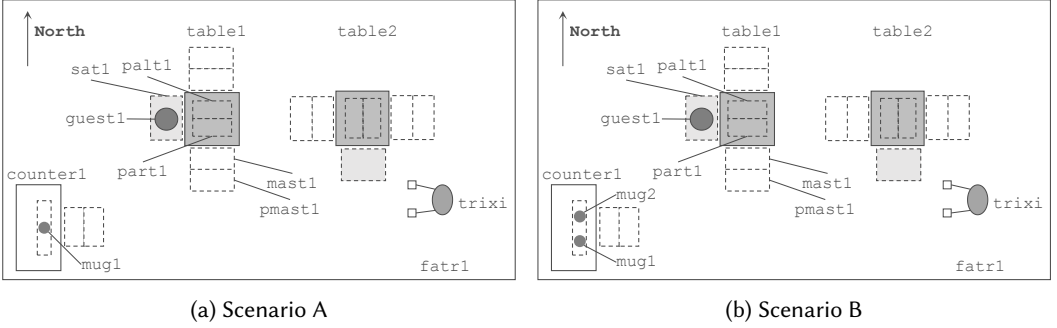 North
table1
table2
sat1
palt1
guest1
part1
mast1
counter1
pmast1
trixi
mug1
fatr1
(a) Scenario A
North
table1
table2
sat1
palt1
guest1
part1
mast1
counter1
mug2
pmast1
trixi
mug1
fatr1
(b) Scenario B